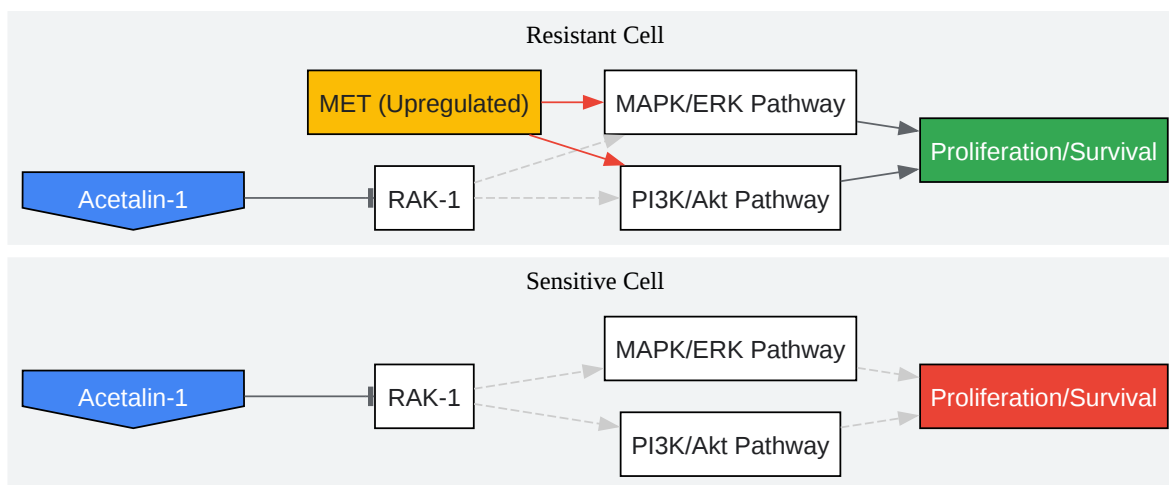 Resistant Cell
MET (Upregulated)
MAPK/ERK Pathway
Proliferation/Survival
Acetalin-1
RAK-1
PI3K/Akt Pathway
Sensitive Cell
MAPK/ERK Pathway
Acetalin-1
RAK-1
Proliferation/Survival
PI3K/Akt Pathway